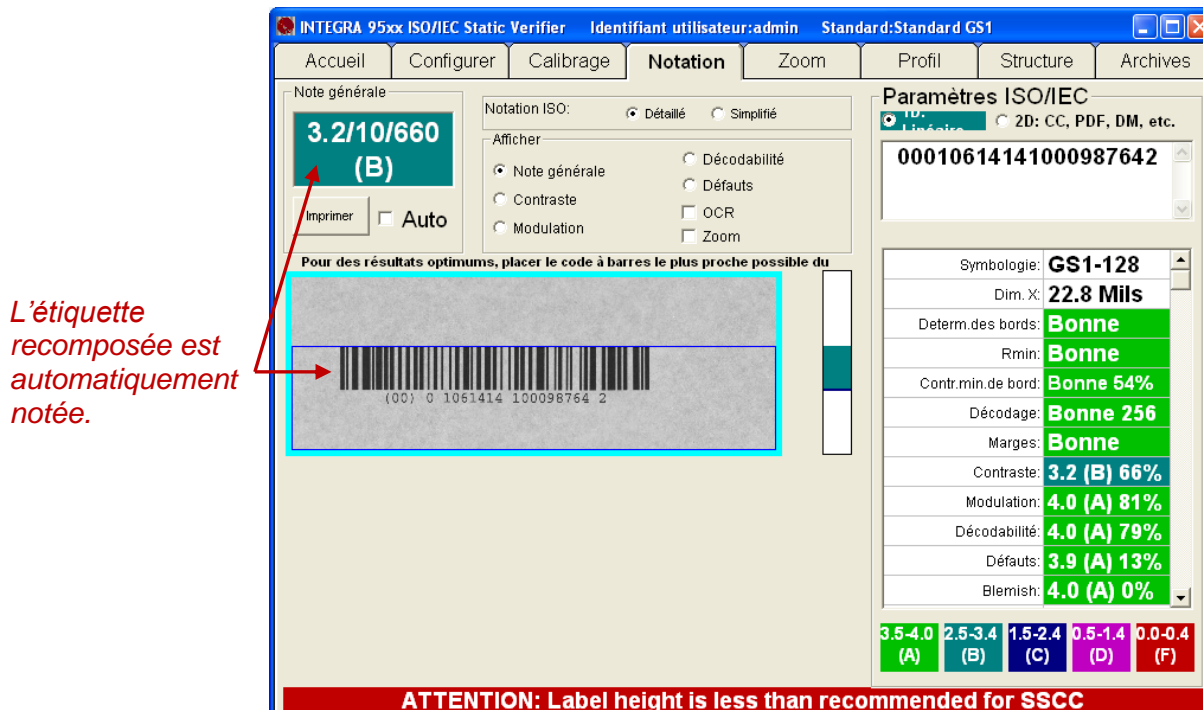 INTEGRA 95xx ISO/IEC Static Verifier Identifiant utilisateur:admin Standard:Standard GS1
Accueil Configurer Calibrage Notation Zoom Profil Structure Archives
Note générale
3.2/10/660
(B)
Imprimer
Auto
Notation ISO: Détaillé Simplifié
Afficher
Note générale
Contraste
Modulation
Décodabilité
Défauts
OCR
Zoom
Pour des résultats optimums, placer le code à barres le plus proche possible du
(00) 0 1061414 100098764 2
L'étiquette
recomposée est
automatiquement
notée.
Paramètres ISO/IEC
1D:
Linéaire
2D: CC, PDF, DM, etc.
00010614141000987642
Symbologie: GS1-128
Dim. X: 22.8 Mils
Determ.des bords: Bonne
Rmin: Bonne
Contr.min.de bord: Bonne 54%
Décodage: Bonne 256
Marges: Bonne
Contraste: 3.2 (B) 66%
Modulation: 4.0 (A) 81%
Décodabilité: 4.0 (A) 79%
Défauts: 3.9 (A) 13%
Blemish: 4.0 (A) 0%
3.5-4.0 2.5-3.4 1.5-2.4 0.5-1.4 0.0-0.4
(A) (B) (C) (D) (F)
ATTENTION: Label height is less than recommended for SSCC